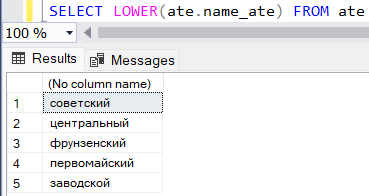 SELECT LOWER(ate.name_ate) FROM ate
100 %
Results Messages
(No column name)
1 советский
2 центральный
3 фрунзенский
4 первомайский
5 заводской